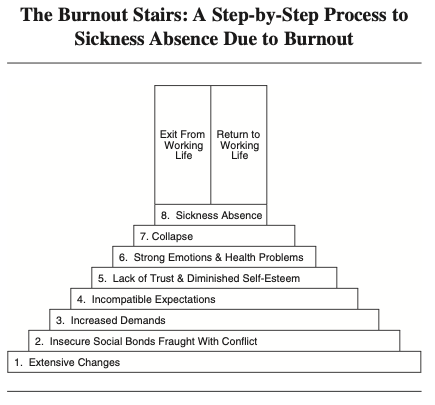 The Burnout Stairs: A Step-by-Step Process to
Sickness Absence Due to Burnout
Exit From
Working
Life
Return to
Working
Life
8. Sickness Absence
7. Collapse
6. Strong Emotions & Health Problems
5. Lack of Trust & Diminished Self-Esteem
4. Incompatible Expectations
3. Increased Demands
2. Insecure Social Bonds Fraught With Conflict
1. Extensive Changes